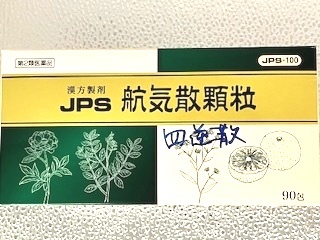 第2類医薬品
JPS-100
漢方製剤
JPS 航気散顆粒
四逆散
90包